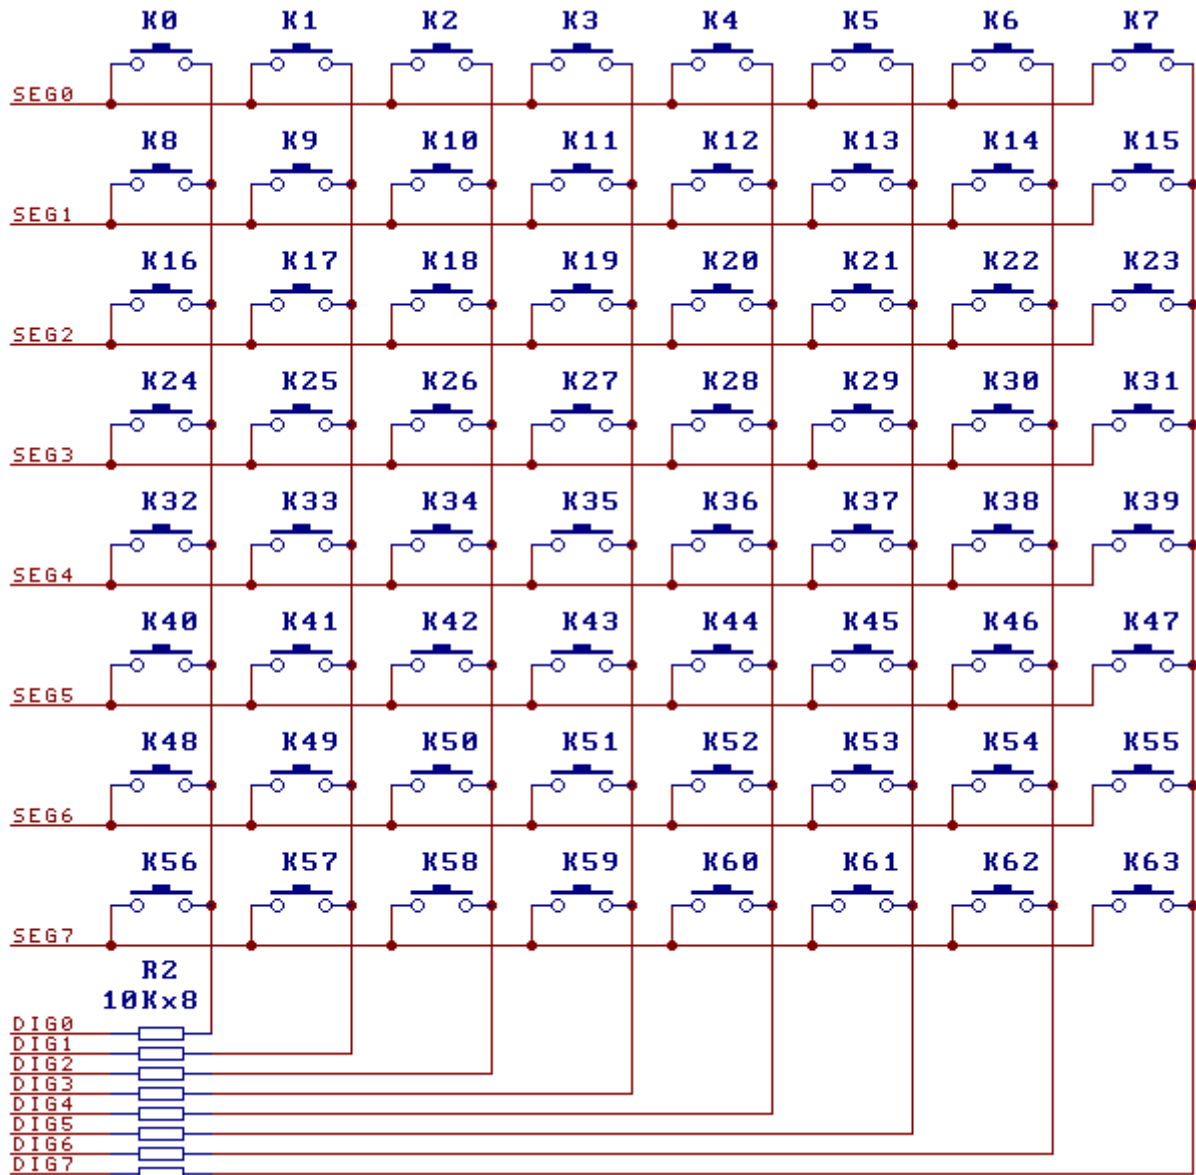 K0 K1 K2 K3 K4 K5 K6 K7
SEG0
K8 K9 K10 K11 K12 K13 K14 K15
SEG1
K16 K17 K18 K19 K20 K21 K22 K23
SEG2
K24 K25 K26 K27 K28 K29 K30 K31
SEG3
K32 K33 K34 K35 K36 K37 K38 K39
SEG4
K40 K41 K42 K43 K44 K45 K46 K47
SEG5
K48 K49 K50 K51 K52 K53 K54 K55
SEG6
K56 K57 K58 K59 K60 K61 K62 K63
SEG7
R2
10Kx8
DIG0
DIG1
DIG2
DIG3
DIG4
DIG5
DIG6
DIG7